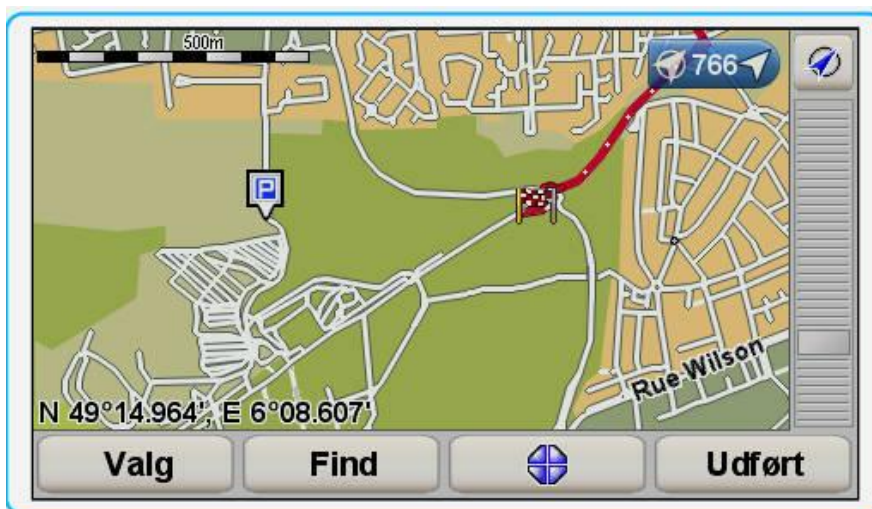 500m
766
P
Rue Wilson
N 49°14.964', E 6°08.607'
Valg
Find
Udført